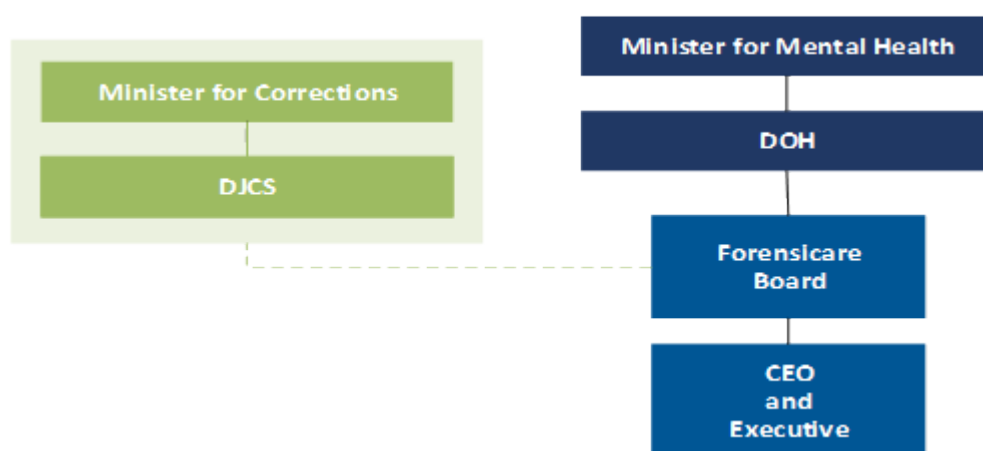 Minister for Mental Health
Minister for Corrections
DOH
DJCS
Forensicare
Board
CEO
and
Executive